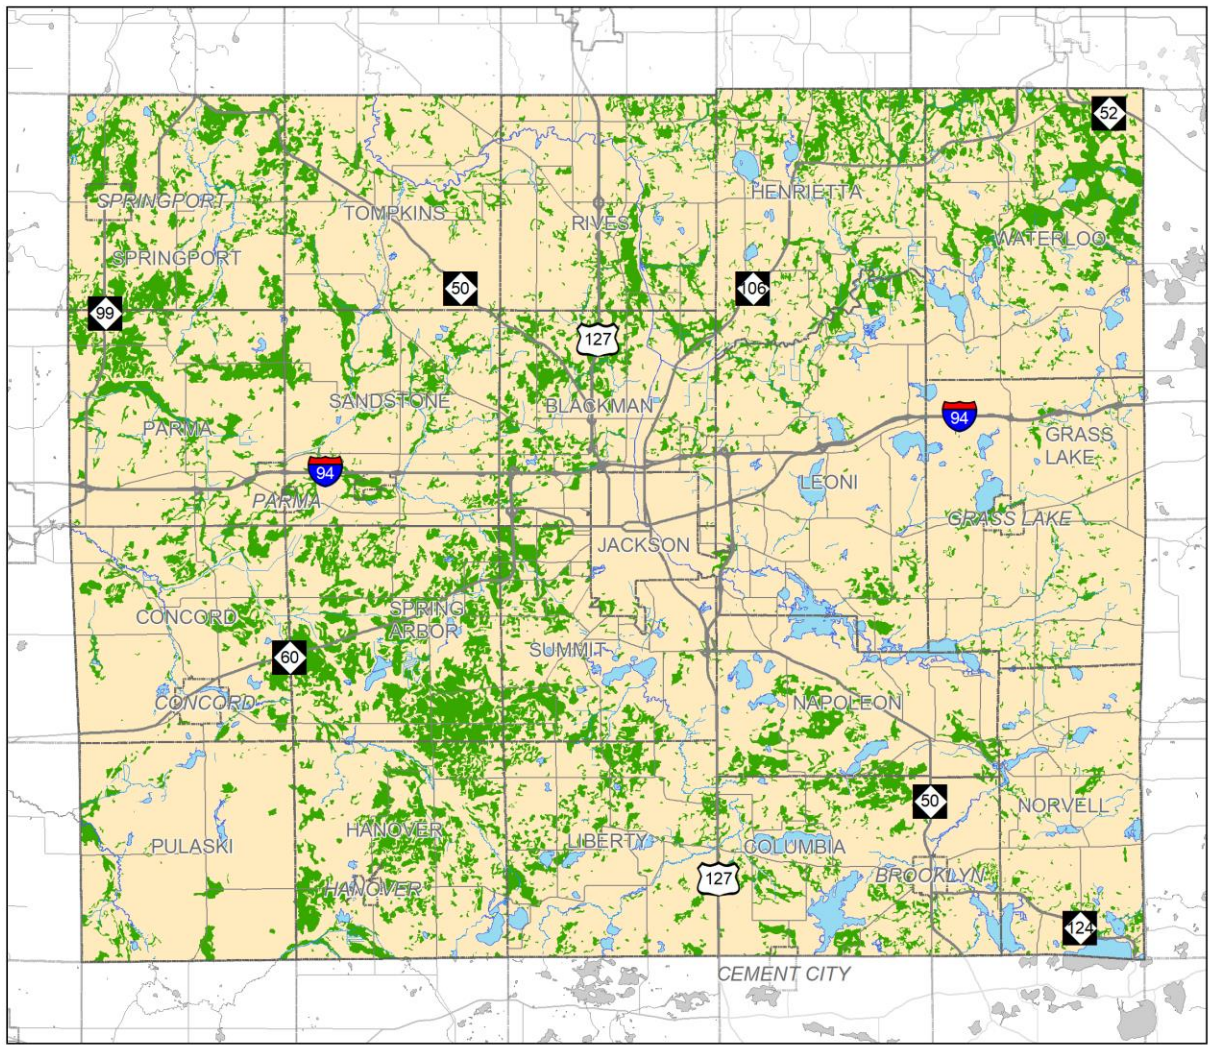 52
HENRIETTA
SPRINGPORT
TOMPKINS
RIVES
WATERLOO
SPRINGPORT
50
106
99
127
SANDSTONE
BLACKMAN
94
PARMA
GRASS
LAKE
94
LEONI
PARMA
GRASS LAKE
JACKSON
CONCORD
SPRING
ARBOR
SUMMIT
60
CONCORD
NAPOLEON
50
NORVELL
HANOVER
LIBERTY
PULASKI
COLUMBIA
127
BROOKLYN
HANOVER
124
CEMENT CITY